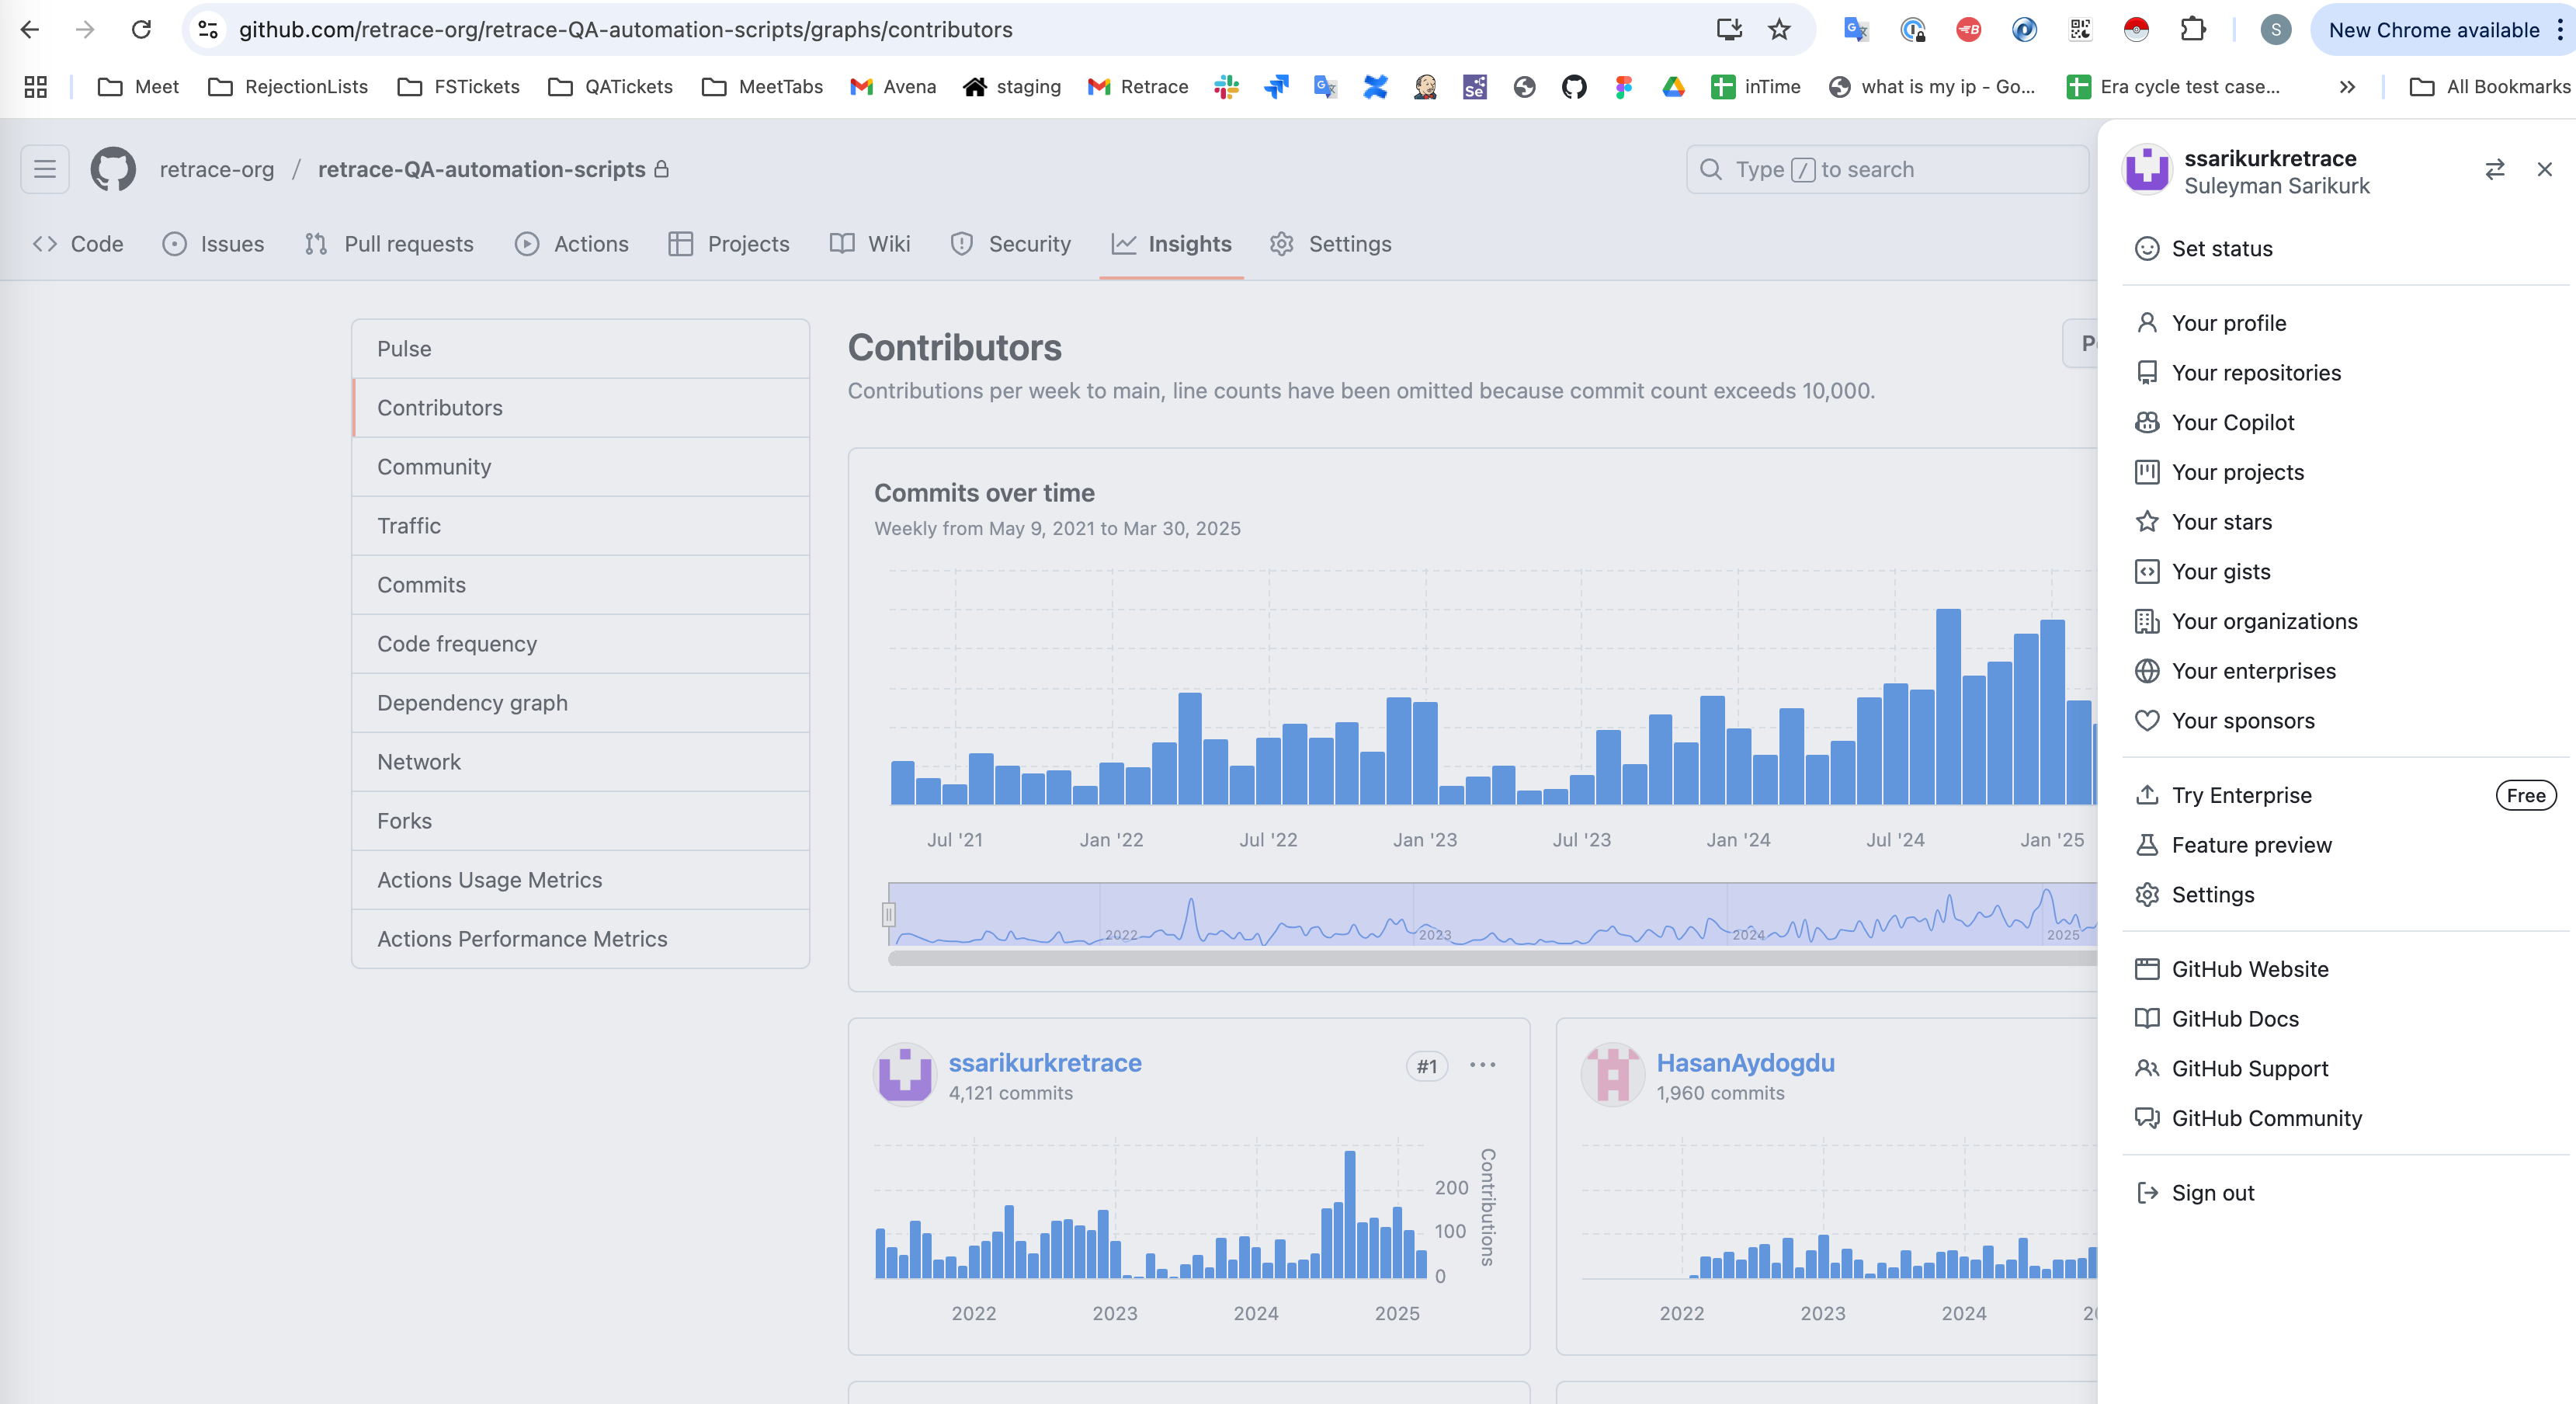 github.com/retrace-org/retrace-QA-automation-scripts/graphs/contributors
S
New Chrome available
Meet
RejectionLists
FSTickets
QATickets
MeetTabs
Avena
staging
Retrace
inTime
what is my ip - Go...
Era cycle test case...
All Bookmarks
retrace-org / retrace-QA-automation-scripts
Type / to search
Code
Issues
Pull requests
Actions
Projects
Wiki
Security
Insights
Settings
Pulse
Contributors
Community
Traffic
Commits
Code frequency
Dependency graph
Network
Forks
Actions Usage Metrics
Actions Performance Metrics
Contributors
Contributions per week to main, line counts have been omitted because commit count exceeds 10,000.
Commits over time
Weekly from May 9, 2021 to Mar 30, 2025
Jul '21
Jan '22
Jul '22
Jan '23
Jul '23
Jan '24
Jul '24
Jan '25
2022
2023
2024
2025
ssarikurkretrace
#1
4,121 commits
200
100
0
Contributions
2022
2023
2024
2025
HasanAydogdu
1,960 commits
2022
2023
2024
ssarikurkretrace
Suleyman Sarikurk
Set status
Your profile
Your repositories
Your Copilot
Your projects
Your stars
Your gists
Your organizations
Your enterprises
Your sponsors
Try Enterprise
Free
Feature preview
Settings
GitHub Website
GitHub Docs
GitHub Support
GitHub Community
Sign out